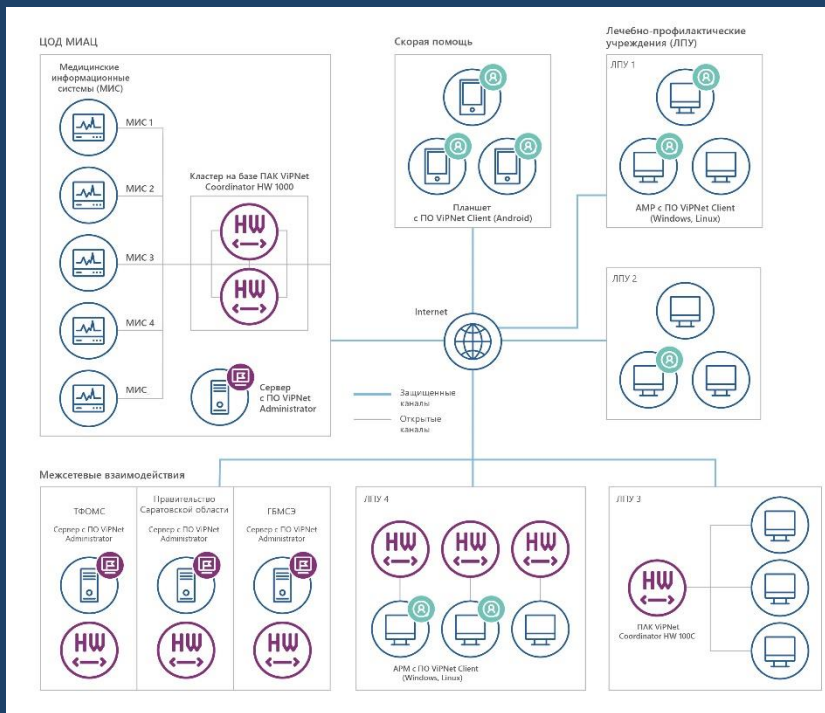 ЦОД МИАЦ
Медицинские
информационные
системы (МИС)
МИС 1
МИС 2
МИС 3
МИС 4
МИС
Кластер на базе ПАК ViPNet
Coordinator HW 1000
HW
HW
Сервер
с ПО ViPNet
Administrator
Скорая помощь
Планшет
с ПО ViPNet Client (Android)
Лечебно-профилактические
учреждения (ЛПУ)
ЛПУ 1
АМР с ПО ViPNet Client
(Windows, Linux)
ЛПУ 2
Internet
Защищенные
каналы
Открытые
каналы
Межсетевые взаимодействия
ТФОМС
Сервер с ПО ViPNet
Administrator
HW
Правительство
Саратовской области
Сервер с ПО ViPNet
Administrator
HW
ГБМСЭ
Сервер с ПО ViPNet
Administrator
HW
ЛПУ 4
HW
HW
HW
АРМ с ПО ViPNet Client
(Windows, Linux)
ЛПУ 3
HW
ПАК ViPNet
Coordinator HW 100C